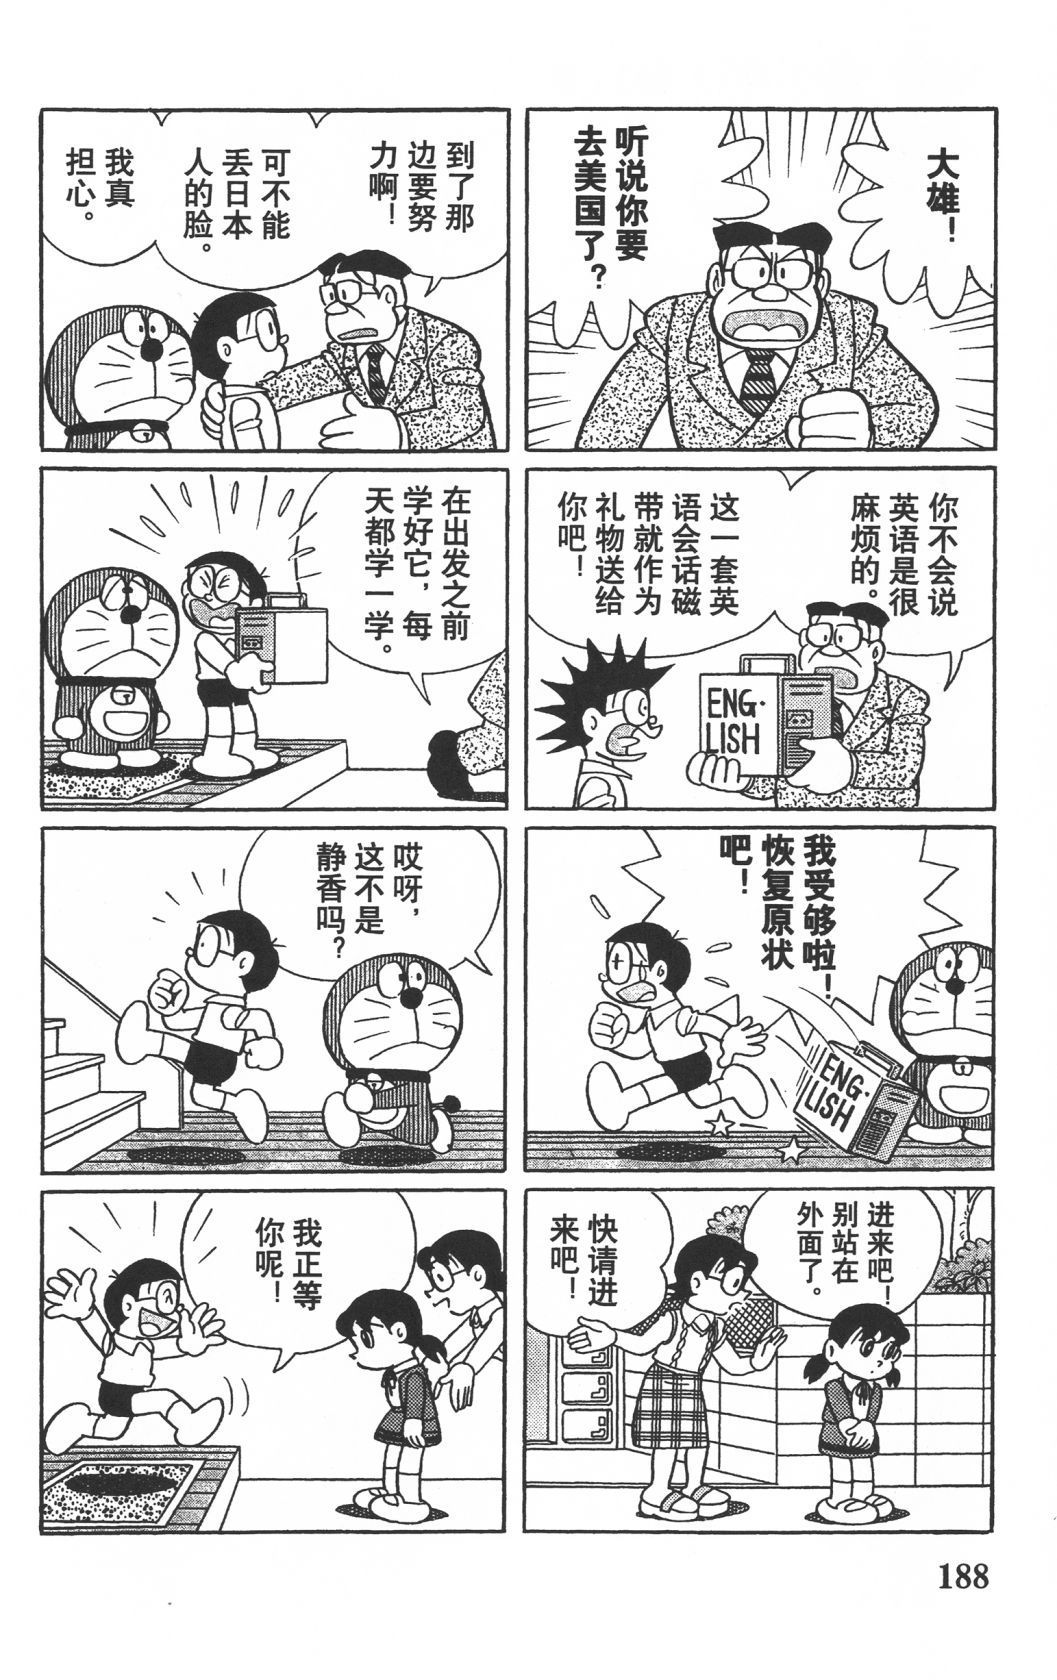 大雄！
听说你要
去美国了？
到了那
边要努
力啊！
可不能
丢日本
人的脸。
我真
担心。
你不会说
英语是很
麻烦的。
这一套英
语会话磁
带就作为
礼物送给
你吧！
ENG-
LISH
在出发之前
学好它，每
天都学一学。
我受够啦！
恢复原状
吧！
ENG-
LISH
哎呀，
这不是
静香吗？
进来吧！
别站在
外面了。
快请进
来吧！
我正等
你呢！
188